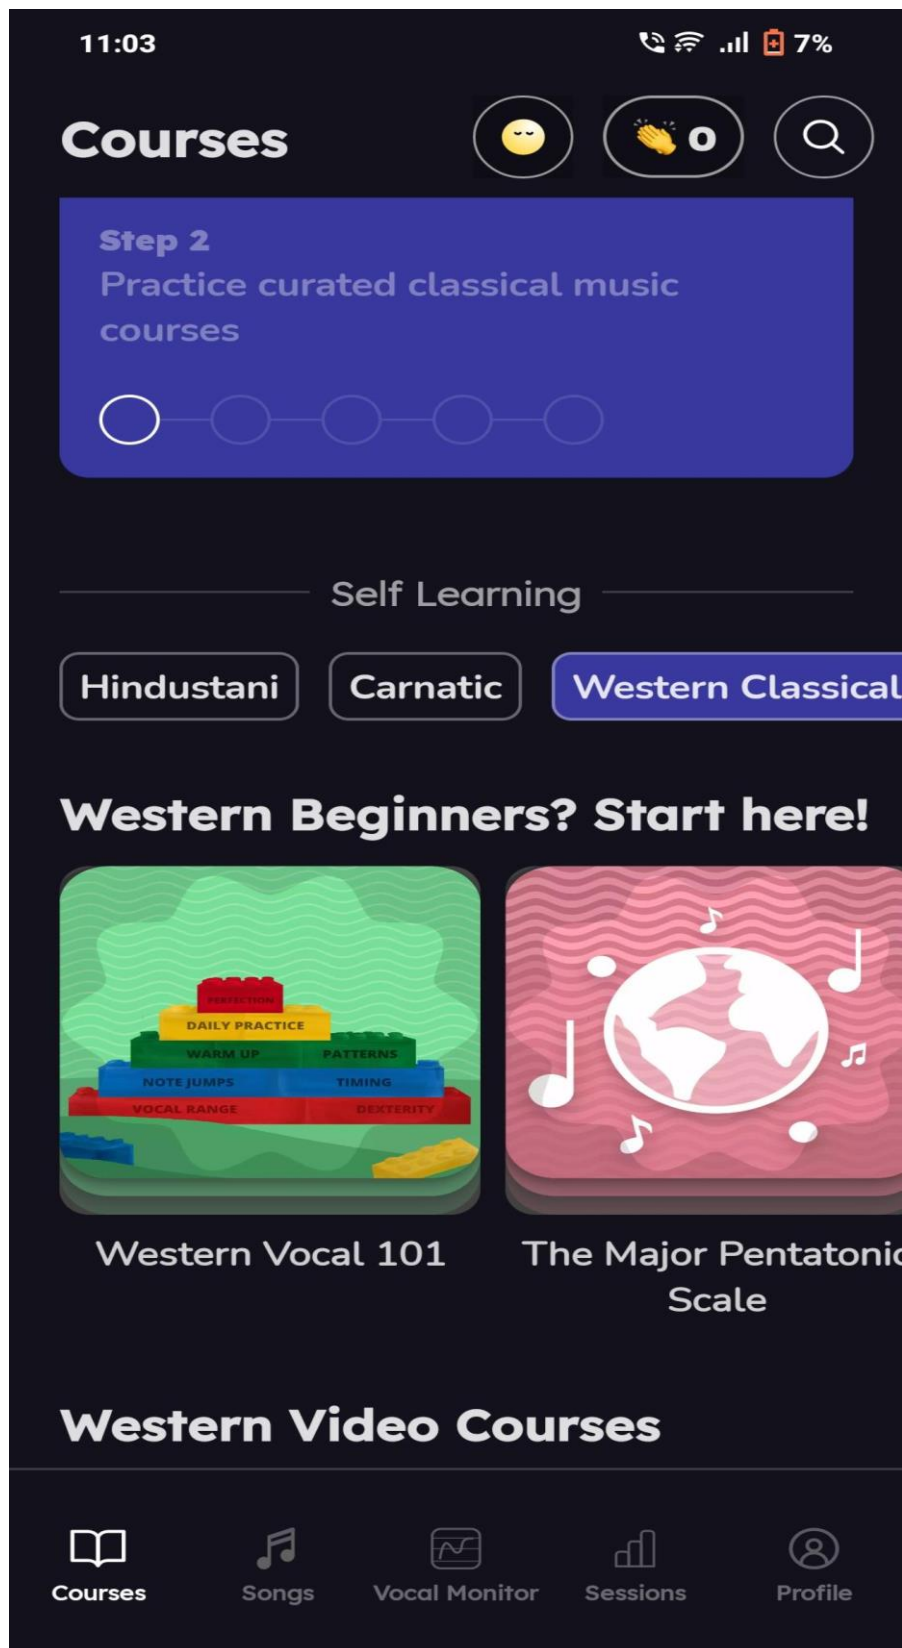 11:03
7%
Courses
0
Step 2
Practice curated classical music
courses
Self Learning
Hindustani
Carnatic
Western Classical
Western Beginners? Start here!
PERFECTION
DAILY PRACTICE
WARM UP PATTERNS
NOTE JUMPS TIMING
VOCAL RANGE DEXTERITY
Western Vocal 101
The Major Pentatonic
Scale
Western Video Courses
Courses
Songs
Vocal Monitor
Sessions
Profile